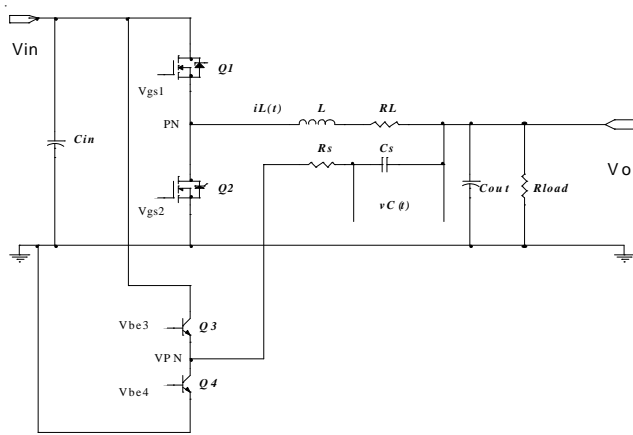 Vin
Q1
Vgs1
iL(t)
L
RL
PN
Rs
Cs
Cin
Vo
Q2
Cout
Rload
Vgs2
vC(t)
Vbe3
Q3
VPN
Vbe4
Q4